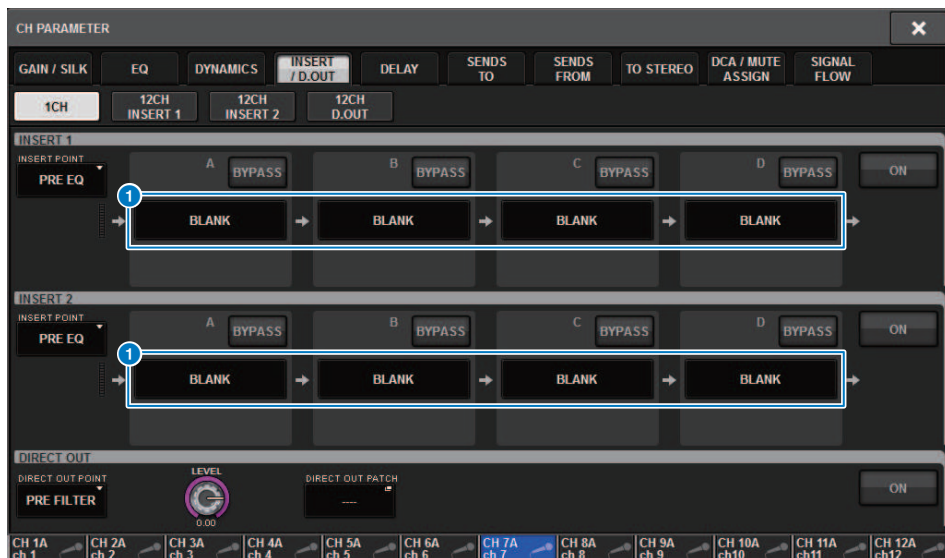 CH PARAMETER
GAIN / SILK EQ DYNAMICS INSERT / D.OUT DELAY SENDS TO SENDS FROM TO STEREO DCA / MUTE ASSIGN SIGNAL FLOW
1CH 12CH INSERT 1 12CH INSERT 2 12CH D.OUT
INSERT 1
INSERT POINT
PRE EQ
A BYPASS B BYPASS C BYPASS D BYPASS ON
1
BLANK BLANK BLANK BLANK
INSERT 2
INSERT POINT
PRE EQ
A BYPASS B BYPASS C BYPASS D BYPASS ON
1
BLANK BLANK BLANK BLANK
DIRECT OUT
DIRECT OUT POINT
PRE FILTER
LEVEL
0.00
DIRECT OUT PATCH
----
ON
CH 1A CH 2A CH 3A CH 4A CH 5A CH 6A CH 7A CH 8A CH 9A CH 10A CH 11A CH 12A
ch 1 ch 2 ch 3 ch 4 ch 5 ch 6 ch 7 ch 8 ch 9 ch10 ch11 ch12